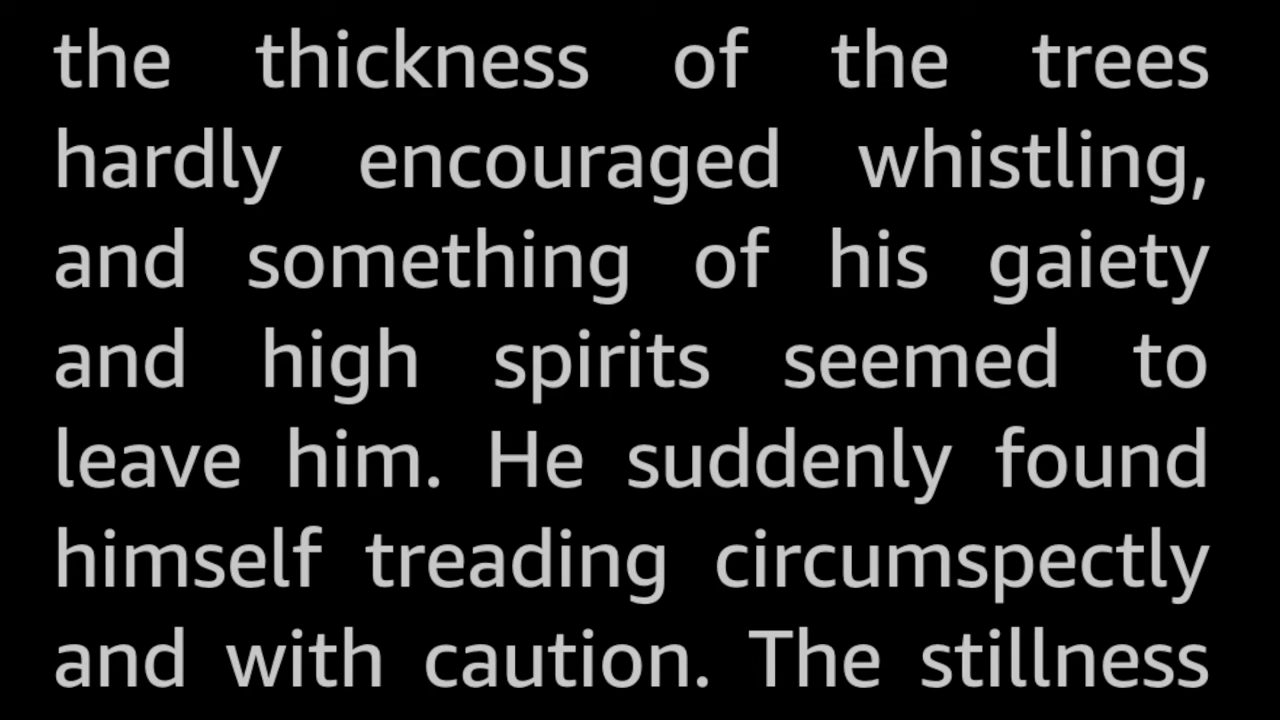 the thickness of the trees
hardly encouraged whistling,
and something of his gaiety
and high spirits seemed to
leave him. He suddenly found
himself treading circumspectly
and with caution. The stillness